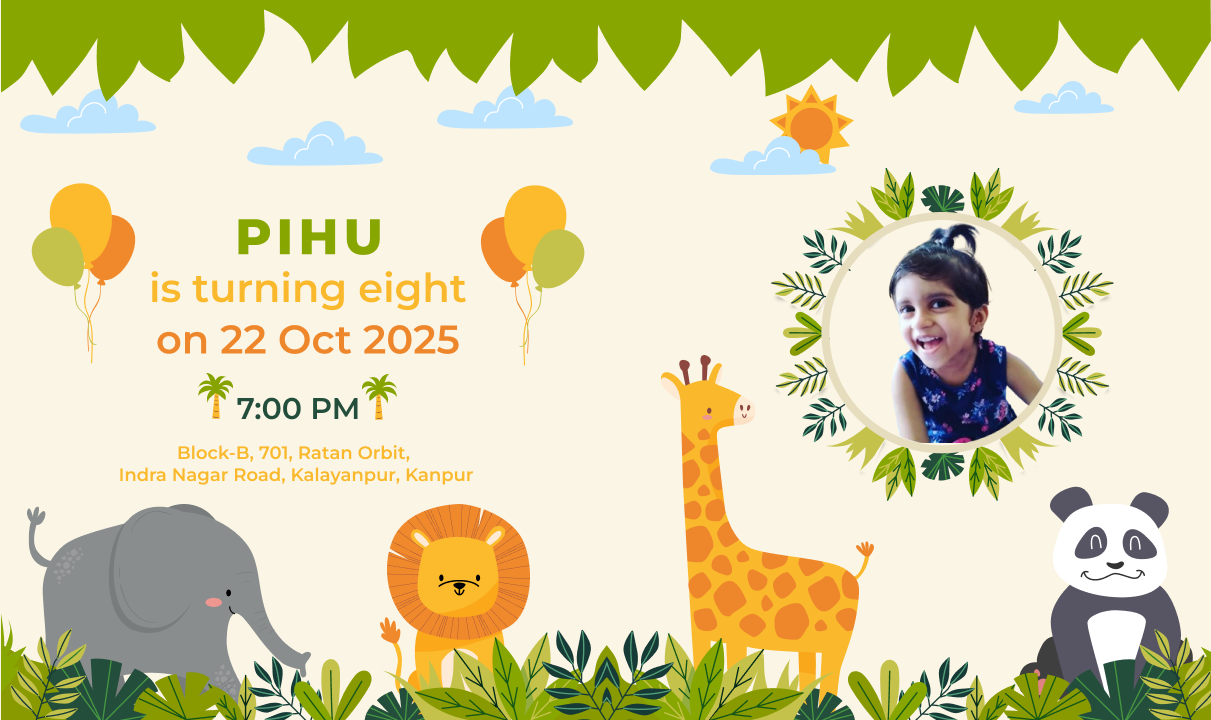 PIHU
is turning eight
on 22 Oct 2025
7:00 PM
Block-B, 701, Ratan Orbit,
Indra Nagar Road, Kalayanpur, Kanpur